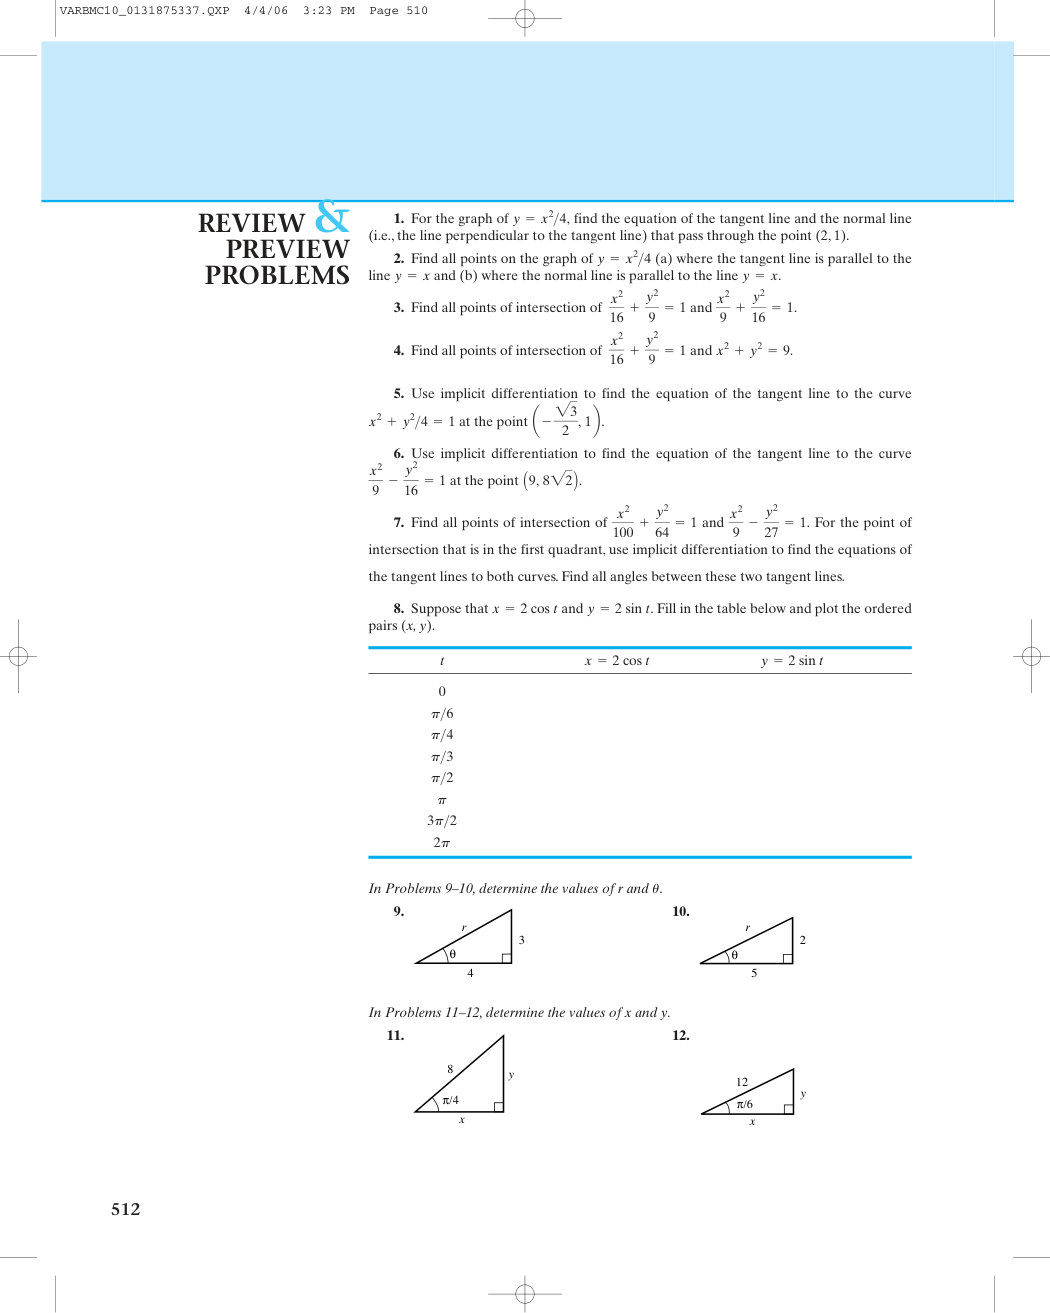 VARBMC10_0131875337.QXP 4/4/06 3:23 PM Page 510
REVIEW &
PREVIEW
PROBLEMS
1. For the graph of y = x²/4, find the equation of the tangent line and the normal line
(i.e., the line perpendicular to the tangent line) that pass through the point (2, 1).
2. Find all points on the graph of y = x²/4 (a) where the tangent line is parallel to the
line y = x and (b) where the normal line is parallel to the line y = x.
3. Find all points of intersection of x²/16 + y²/9 = 1 and x²/9 + y²/16 = 1.
4. Find all points of intersection of x²/16 + y²/9 = 1 and x² + y² = 9.
5. Use implicit differentiation to find the equation of the tangent line to the curve
x² + y²/4 = 1 at the point (−√3/2, 1).
6. Use implicit differentiation to find the equation of the tangent line to the curve
x²/9 − y²/16 = 1 at the point (9, 8√2).
7. Find all points of intersection of x²/100 + y²/64 = 1 and x²/9 − y²/27 = 1. For the point of
intersection that is in the first quadrant, use implicit differentiation to find the equations of
the tangent lines to both curves. Find all angles between these two tangent lines.
8. Suppose that x = 2 cos t and y = 2 sin t. Fill in the table below and plot the ordered
pairs (x, y).
t x = 2 cos t y = 2 sin t
0
π/6
π/4
π/3
π/2
π
3π/2
2π
In Problems 9–10, determine the values of r and θ.
9.
r
3
θ
4
10.
r
2
θ
5
In Problems 11–12, determine the values of x and y.
11.
8
y
π/4
x
12.
12
y
π/6
x
512